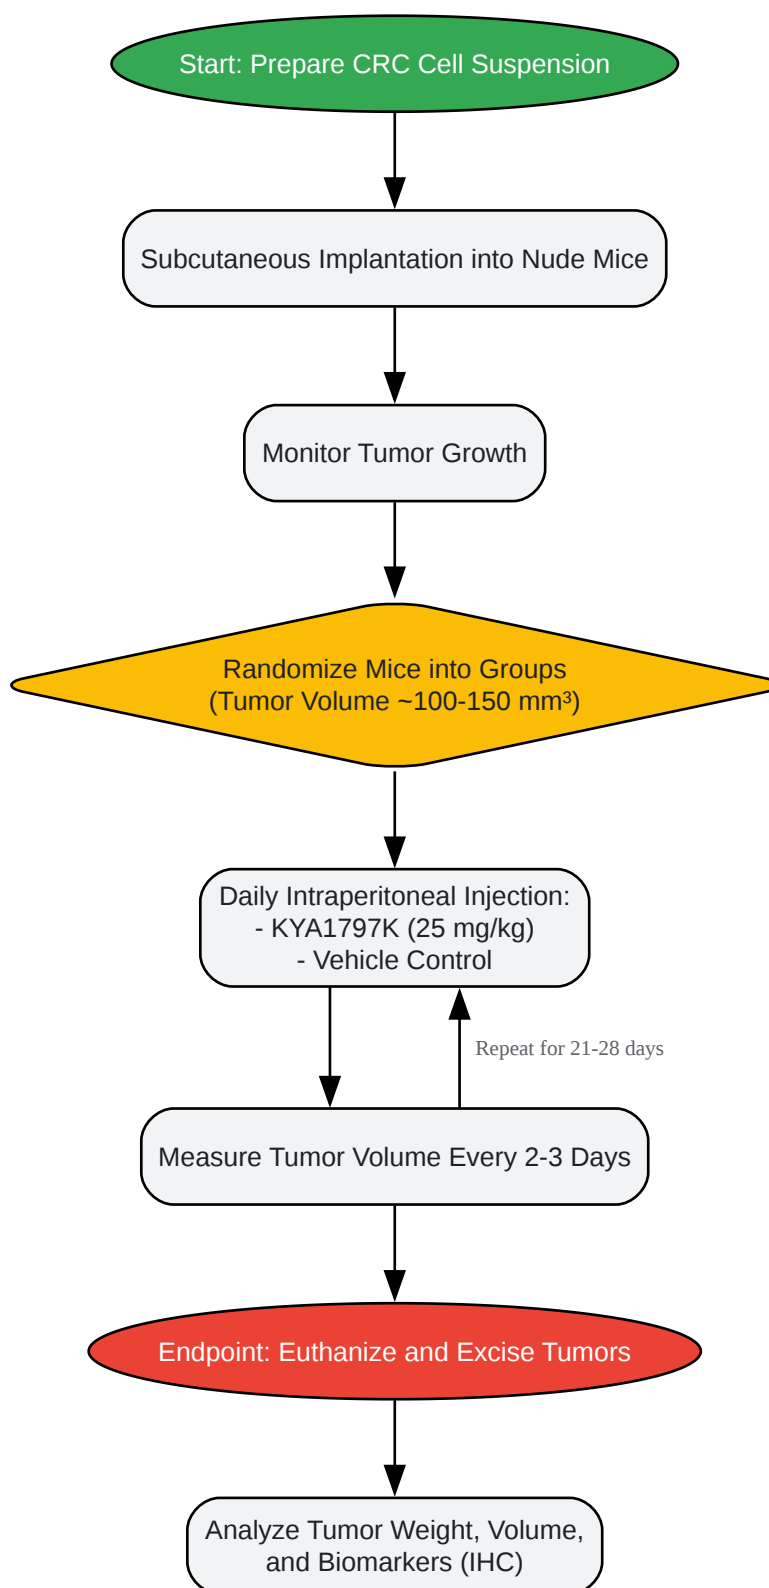 Start: Prepare CRC Cell Suspension
Subcutaneous Implantation into Nude Mice
Monitor Tumor Growth
Randomize Mice into Groups
(Tumor Volume ~100-150 mm³)
Daily Intraperitoneal Injection:
- KYA1797K (25 mg/kg)
- Vehicle Control
Repeat for 21-28 days
Measure Tumor Volume Every 2-3 Days
Endpoint: Euthanize and Excise Tumors
Analyze Tumor Weight, Volume,
and Biomarkers (IHC)